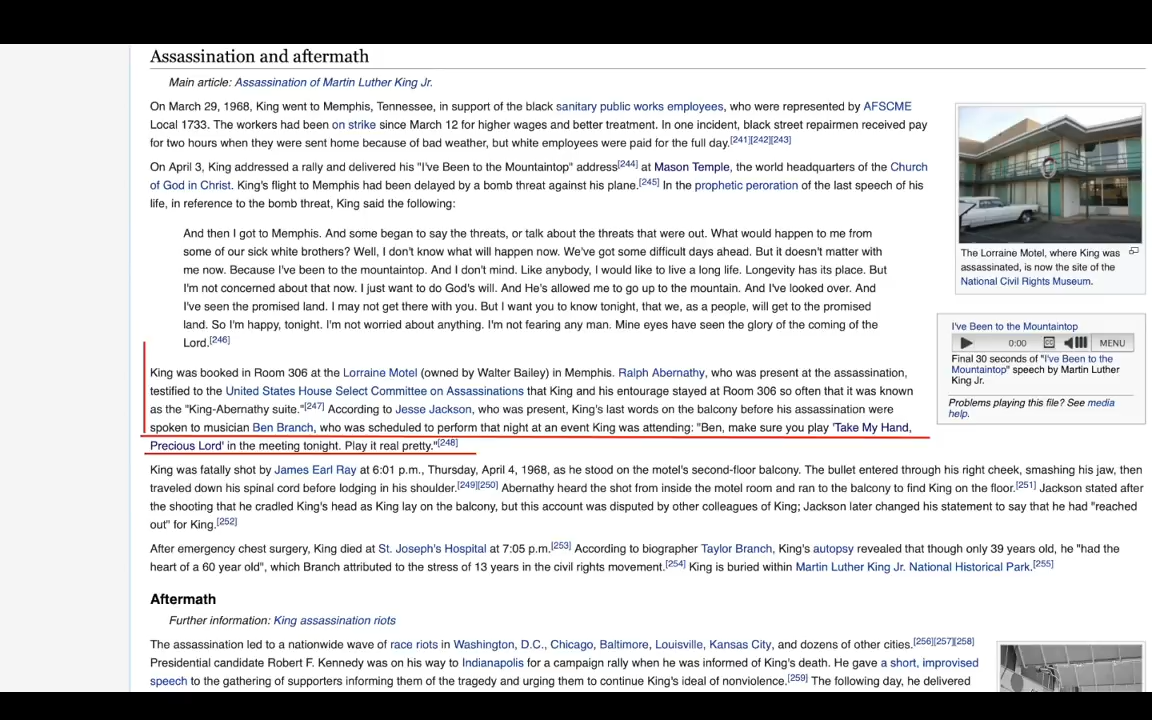 Assassination and aftermath
Main article: Assassination of Martin Luther King Jr.
On March 29, 1968, King went to Memphis, Tennessee, in support of the black sanitary public works employees, who were represented by AFSCME
Local 1733. The workers had been on strike since March 12 for higher wages and better treatment. In one incident, black street repairmen received pay
for two hours when they were sent home because of bad weather, but white employees were paid for the full day.[241][242][243]
On April 3, King addressed a rally and delivered his "I've Been to the Mountaintop" address[244] at Mason Temple, the world headquarters of the Church
of God in Christ. King's flight to Memphis had been delayed by a bomb threat against his plane.[245] In the prophetic peroration of the last speech of his
life, in reference to the bomb threat, King said the following:
And then I got to Memphis. And some began to say the threats, or talk about the threats that were out. What would happen to me from
some of our sick white brothers? Well, I don't know what will happen now. We've got some difficult days ahead. But it doesn't matter with
me now. Because I've been to the mountaintop. And I don't mind. Like anybody, I would like to live a long life. Longevity has its place. But
I'm not concerned about that now. I just want to do God's will. And He's allowed me to go up to the mountain. And I've looked over. And
I've seen the promised land. I may not get there with you. But I want you to know tonight, that we, as a people, will get to the promised
land. So I'm happy, tonight. I'm not worried about anything. I'm not fearing any man. Mine eyes have seen the glory of the coming of the
Lord.[246]
The Lorraine Motel, where King was
assassinated, is now the site of the
National Civil Rights Museum.
I've Been to the Mountaintop
0:00 CC MENU
Final 30 seconds of "I've Been to the
Mountaintop" speech by Martin Luther
King Jr.
Problems playing this file? See media
help.
King was booked in Room 306 at the Lorraine Motel (owned by Walter Bailey) in Memphis. Ralph Abernathy, who was present at the assassination,
testified to the United States House Select Committee on Assassinations that King and his entourage stayed at Room 306 so often that it was known
as the "King-Abernathy suite."[247] According to Jesse Jackson, who was present, King's last words on the balcony before his assassination were
spoken to musician Ben Branch, who was scheduled to perform that night at an event King was attending: "Ben, make sure you play 'Take My Hand,
Precious Lord' in the meeting tonight. Play it real pretty."[248]
King was fatally shot by James Earl Ray at 6:01 p.m., Thursday, April 4, 1968, as he stood on the motel's second-floor balcony. The bullet entered through his right cheek, smashing his jaw, then
traveled down his spinal cord before lodging in his shoulder.[249][250] Abernathy heard the shot from inside the motel room and ran to the balcony to find King on the floor.[251] Jackson stated after
the shooting that he cradled King's head as King lay on the balcony, but this account was disputed by other colleagues of King; Jackson later changed his statement to say that he had "reached
out" for King.[252]
After emergency chest surgery, King died at St. Joseph's Hospital at 7:05 p.m.[253] According to biographer Taylor Branch, King's autopsy revealed that though only 39 years old, he "had the
heart of a 60 year old", which Branch attributed to the stress of 13 years in the civil rights movement.[254] King is buried within Martin Luther King Jr. National Historical Park.[255]
Aftermath
Further information: King assassination riots
The assassination led to a nationwide wave of race riots in Washington, D.C., Chicago, Baltimore, Louisville, Kansas City, and dozens of other cities.[256][257][258]
Presidential candidate Robert F. Kennedy was on his way to Indianapolis for a campaign rally when he was informed of King's death. He gave a short, improvised
speech to the gathering of supporters informing them of the tragedy and urging them to continue King's ideal of nonviolence.[259] The following day, he delivered